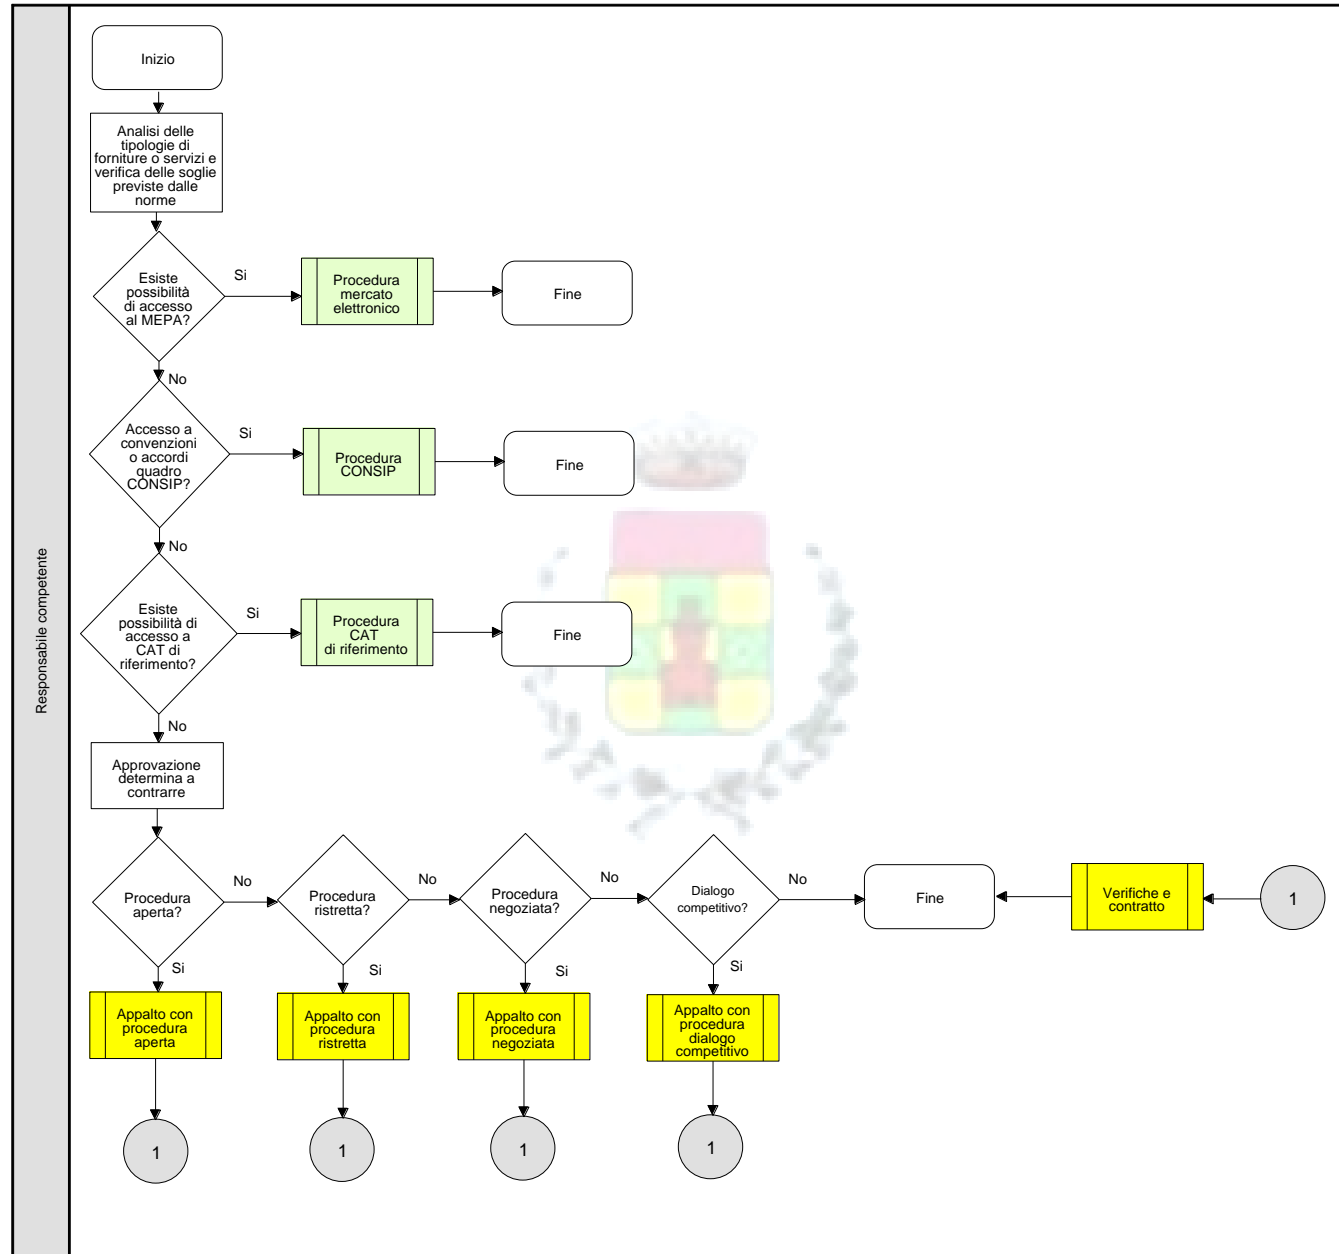 Responsabile competente
Inizio
Analisi delle
tipologie di
forniture o servizi e
verifica delle soglie
previste dalle
norme
Esiste
possibilità
di accesso
al MEPA?
Si
Procedura
mercato
elettronico
Fine
No
Accesso a
convenzioni
o accordi
quadro
CONSIP?
Si
Procedura
CONSIP
Fine
No
Esiste
possibilità di
accesso a
CAT di
riferimento?
Si
Procedura
CAT
di riferimento
Fine
No
Approvazione
determina a
contrarre
Procedura
aperta?
No
Procedura
ristretta?
No
Procedura
negoziata?
No
Dialogo
competitivo?
No
Fine
Verifiche e
contratto
1
Si
Si
Si
Si
Appalto con
procedura
aperta
Appalto con
procedura
ristretta
Appalto con
procedura
negoziata
Appalto con
procedura
dialogo
competitivo
1
1
1
1